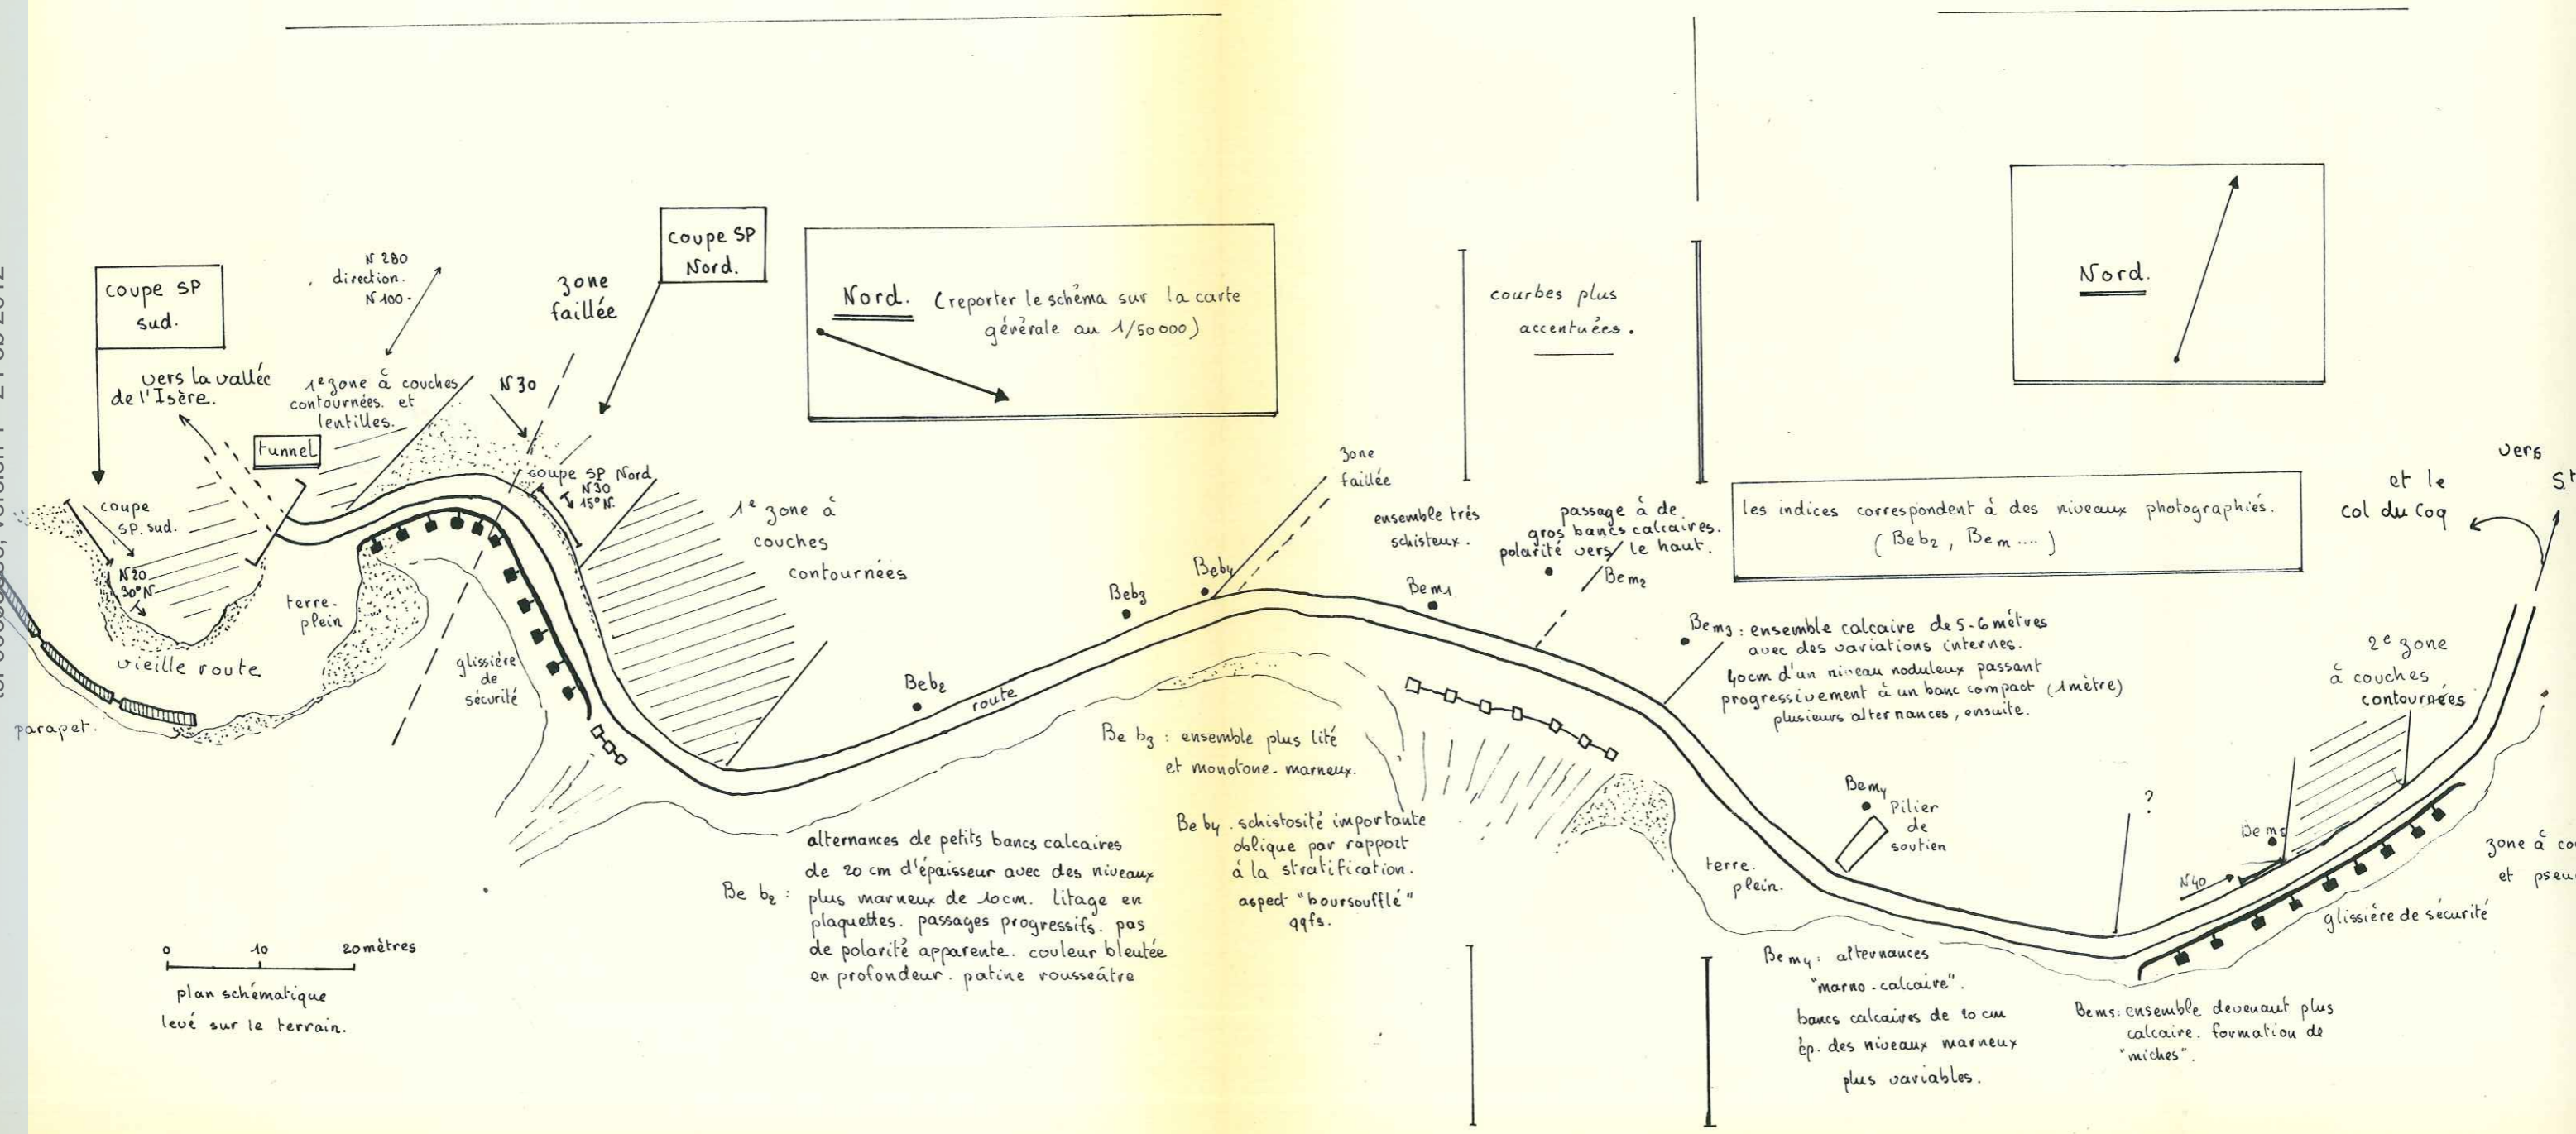 coupe SP
sud.
N 280
direction.
N 100.
zone
faillée
coupe SP
Nord.
Nord. (reporter le schéma sur la carte
générale au 1/50000)
courbes plus
accentuées.
Nord.
vers la vallée
de l'Isère.
1e zone à couches
contournées. et
lentilles.
N30
tunnel
coupe SP Nord
N30
15°N.
coupe
SP. sud.
N20
30°N
1e zone à
couches
contournées
terre.
plein
vieille route
parapet.
glissière
de
sécurité
Beb2
route
Beb3
Beb4
zone
faillée
ensemble très
schisteux.
Bem1
passage à de
gros bancs calcaires.
polarité vers le haut.
Bem2
les indices correspondent à des niveaux photographiés.
( Beb2, Bem .... )
vers
et le
col du Coq
Bem3 : ensemble calcaire de 5-6 mètres
avec des variations internes.
40cm d'un niveau noduleux passant
progressivement à un banc compact (1mètre)
plusieurs alternances, ensuite.
2e zone
à couches
contournées
Be b3 : ensemble plus lité
et monotone. marneux.
Be b4 . schistosité importante
oblique par rapport
à la stratification.
aspect "boursoufflé"
qqfs.
Bem4
Pilier
de
soutien
terre.
plein.
?
Bem5
N40
zone à
et
glissière de sécurité
alternances de petits bancs calcaires
de 20 cm d'épaisseur avec des niveaux
Be b2 : plus marneux de 10cm. litage en
plaquettes. passages progressifs. pas
de polarité apparente. couleur bleutée
en profondeur. patine rousseâtre
0 10 20 mètres
plan schématique
levé sur le terrain.
Bem4 : alternances
"marno-calcaire".
bancs calcaires de 20 cm
ép. des niveaux marneux
plus variables.
Bem5: ensemble devenant plus
calcaire. formation de
"miches".